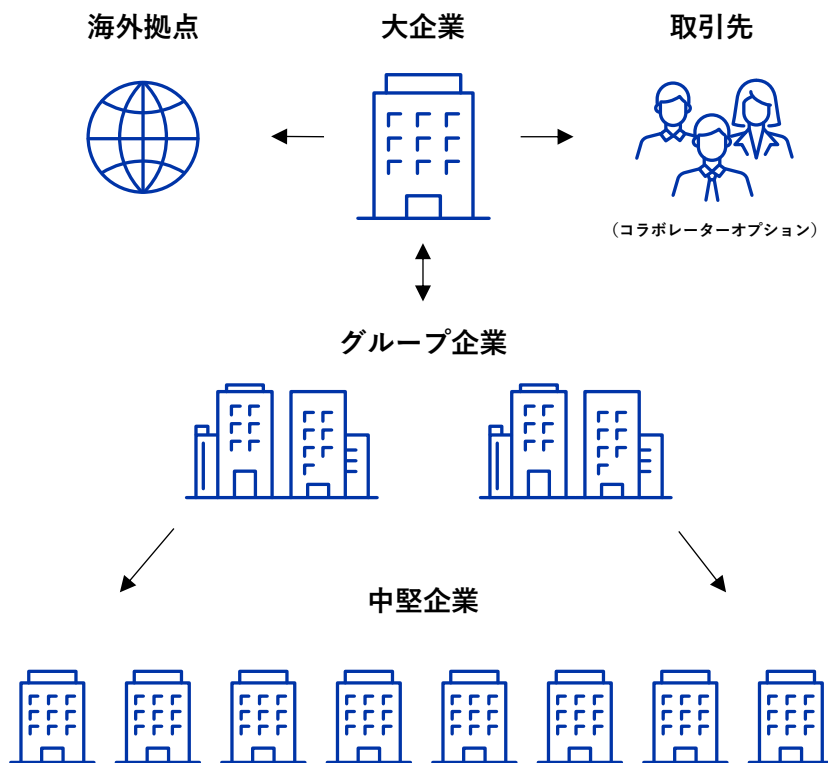 海外拠点
大企業
取引先
(コラボレーターオプション)
グループ企業
中堅企業